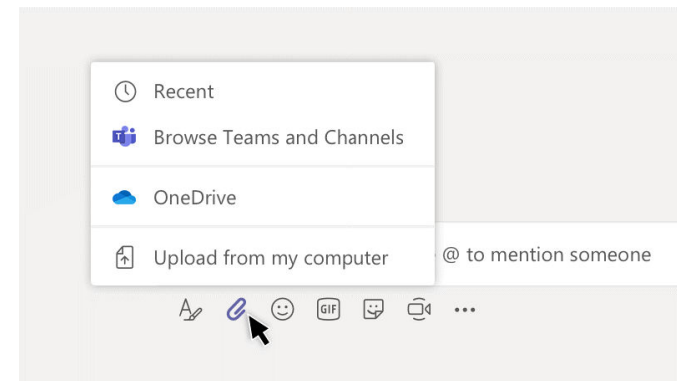 Recent
Browse Teams and Channels
OneDrive
Upload from my computer
@ to mention someone
GIF